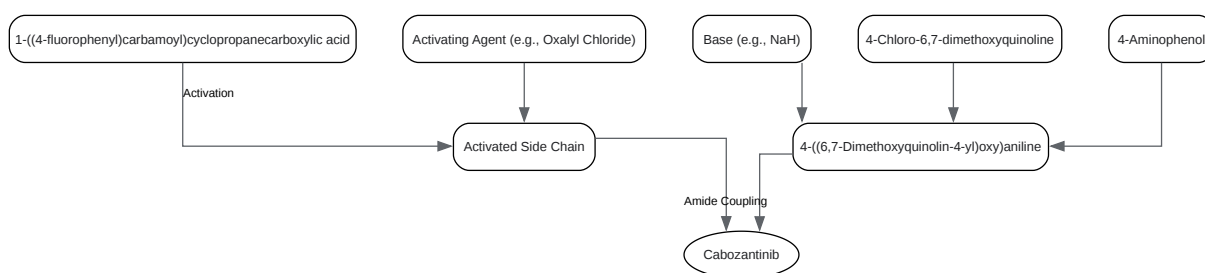 1-((4-fluorophenyl)carbamoyl)cyclopropanecarboxylic acid
Activating Agent (e.g., Oxalyl Chloride)
Base (e.g., NaH)
4-Chloro-6,7-dimethoxyquinoline
4-Aminophenol
Activation
Activated Side Chain
4-((6,7-Dimethoxyquinolin-4-yl)oxy)aniline
Amide Coupling
Cabozantinib